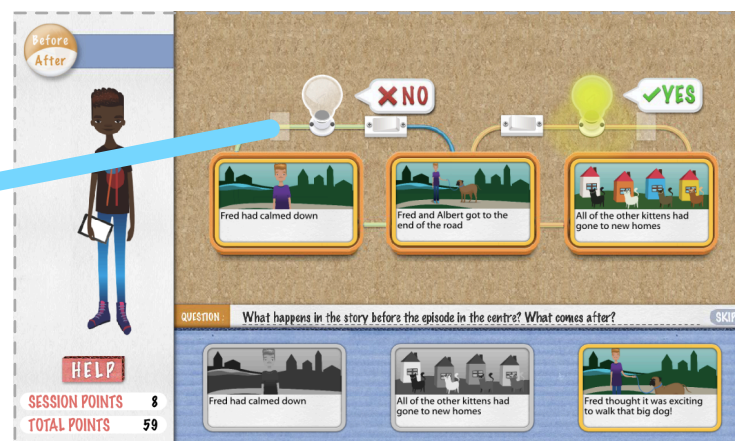 Before
After
NO
YES
Fred had calmed down
Fred and Albert got to the
end of the road
All of the other kittens had
gone to new homes
QUESTION: What happens in the story before the episode in the centre? What comes after?
SKIP
HELP
SESSION POINTS 8
TOTAL POINTS 59
Fred had calmed down
All of the other kittens had
gone to new homes
Fred thought it was exciting
to walk that big dog!